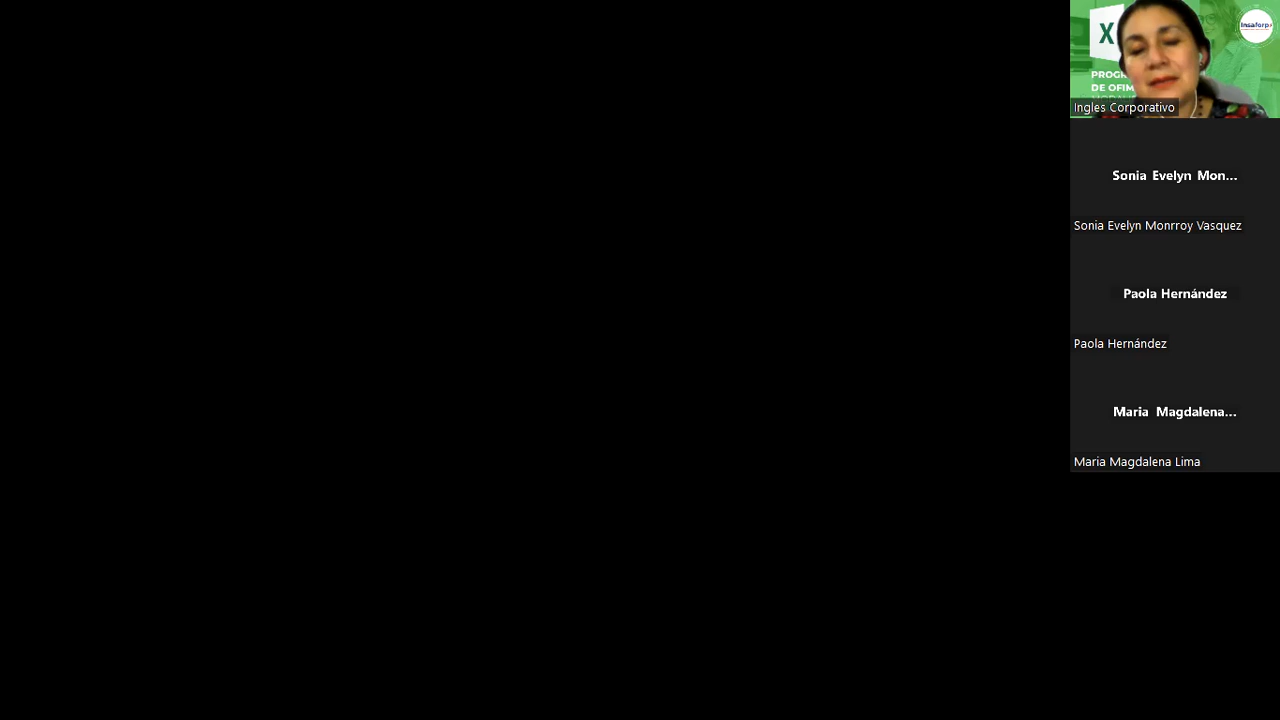 X
Insaforp
PROG
DE OFIM
Ingles Corporativo
Sonia Evelyn Mon...
Sonia Evelyn Monrroy Vasquez
Paola Hernández
Paola Hernández
Maria Magdalena...
Maria Magdalena Lima